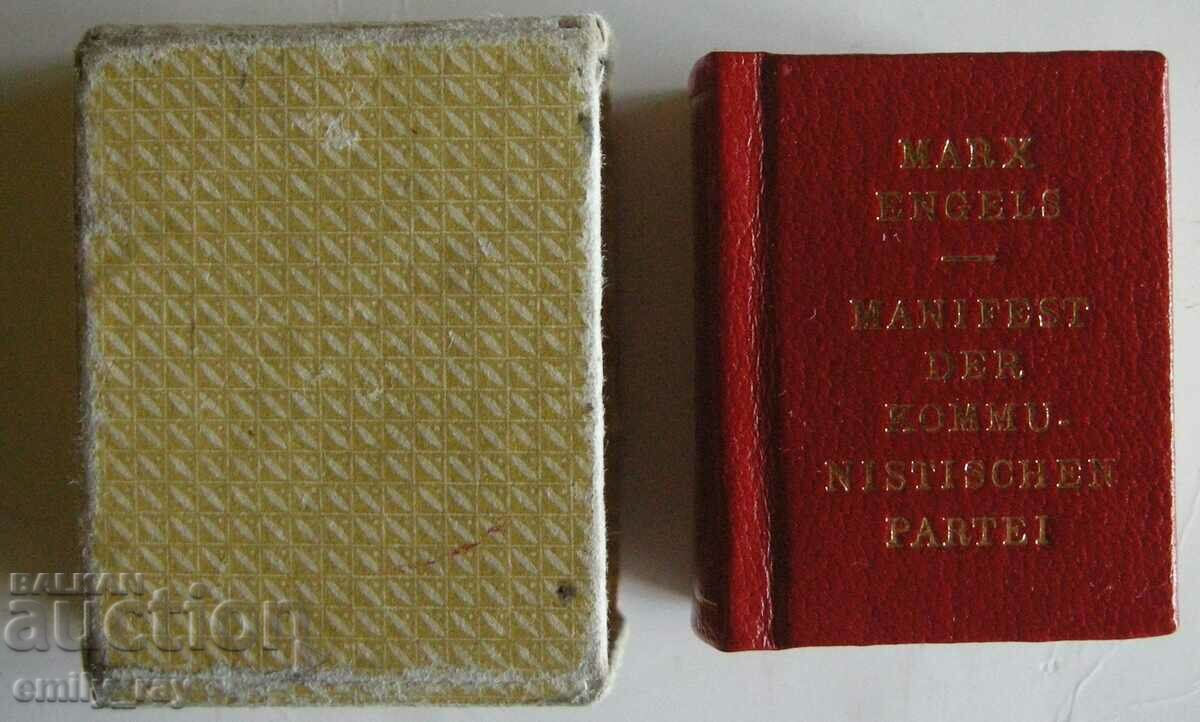 MARX
ENGELS
MANIFEST
DER
KOMMU-
NISTISCHEN
PARTEI
BALKAN
auction
emily_ray